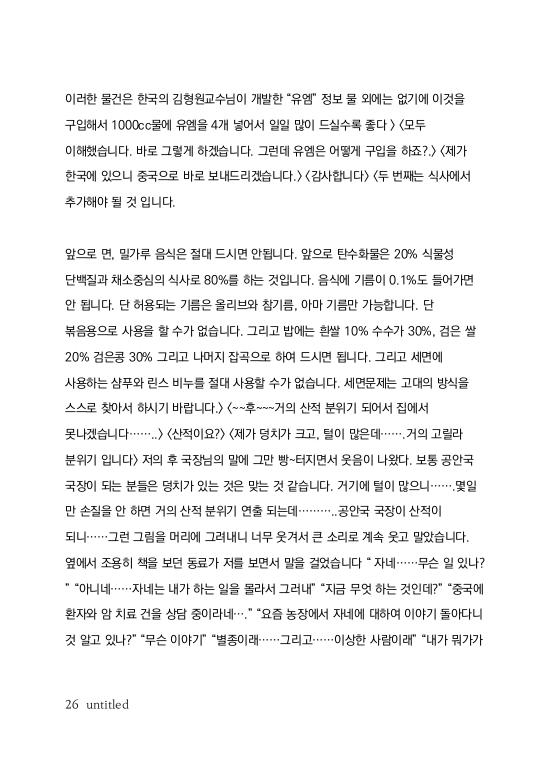 이러한 물건은 한국의 김형원교수님이 개발한 “유엠” 정보 물 외에는 없기에 이것을
구입해서 1000cc물에 유엠을 4개 넣어서 일일 많이 드실수록 좋다 > <모두
이해했습니다. 바로 그렇게 하겠습니다. 그런데 유엠은 어떻게 구입을 하죠?.> <제가
한국에 있으니 중국으로 바로 보내드리겠습니다.> <감사합니다> <두 번째는 식사에서
추가해야 될 것 입니다.
앞으로 면, 밀가루 음식은 절대 드시면 안됩니다. 앞으로 탄수화물은 20% 식물성
단백질과 채소중심의 식사로 80%를 하는 것입니다. 음식에 기름이 0.1%도 들어가면
안 됩니다. 단 허용되는 기름은 올리브와 참기름, 아마 기름만 가능합니다. 단
볶음용으로 사용을 할 수가 없습니다. 그리고 밥에는 흰쌀 10% 수수가 30%, 검은 쌀
20% 검은콩 30% 그리고 나머지 잡곡으로 하여 드시면 됩니다. 그리고 세면에
사용하는 샴푸와 린스 비누를 절대 사용할 수가 없습니다. 세면문제는 고대의 방식을
스스로 찾아서 하시기 바랍니다.> <~~후~~~거의 산적 분위기 되어서 집에서
못나겠습니다……..> <산적이요?> <제가 덩치가 크고, 털이 많은데…….거의 고릴라
분위기 입니다> 저의 후 국장님의 말에 그만 빵~터지면서 웃음이 나왔다. 보통 공안국
국장이 되는 분들은 덩치가 있는 것은 맞는 것 같습니다. 거기에 털이 많으니…….몇일
만 손질을 안 하면 거의 산적 분위기 연출 되는데………..공안국 국장이 산적이
되니……그런 그림을 머리에 그려내니 너무 웃겨서 큰 소리로 계속 웃고 말았습니다.
옆에서 조용히 책을 보던 동료가 저를 보면서 말을 걸었습니다 “ 자네……무슨 일 있나?
” “아니네……자네는 내가 하는 일을 몰라서 그러내” “지금 무엇 하는 것인데?” “중국에
환자와 암 치료 건을 상담 중이라네….” “요즘 농장에서 자네에 대하여 이야기 돌아다니
것 알고 있나?” “무슨 이야기” “별종이래……그리고……이상한 사람이래” “내가 뭐가가
26 untitled